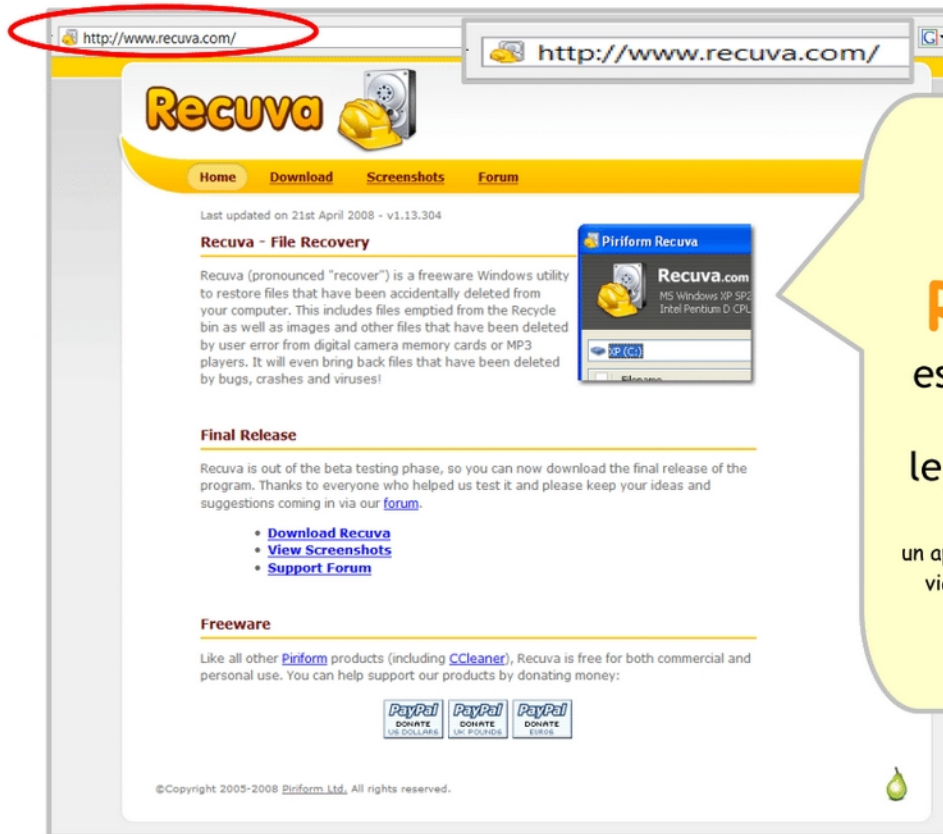 http://www.recuva.com/
http://www.recuva.com/
G
Recuva
Home Download Screenshots Forum
Last updated on 21st April 2008 - v1.13.304
Recuva - File Recovery
Recuva (pronounced "recover") is a freeware Windows utility
to restore files that have been accidentally deleted from
your computer. This includes files emptied from the Recycle
bin as well as images and other files that have been deleted
by user error from digital camera memory cards or MP3
players. It will even bring back files that have been deleted
by bugs, crashes and viruses!
Piriform Recuva
Recuva.com
MS Windows XP SP2
Intel Pentium D CPU
XP (C:)
Filename
Final Release
Recuva is out of the beta testing phase, so you can now download the final release of the
program. Thanks to everyone who helped us test it and please keep your ideas and
suggestions coming in via our forum.
• Download Recuva
• View Screenshots
• Support Forum
Freeware
Like all other Piriform products (including CCleaner), Recuva is free for both commercial and
personal use. You can help support our products by donating money:
PayPal PayPal PayPal
DONATE DONATE DONATE
US DOLLARS UK POUNDS EUROS
©Copyright 2005-2008 Piriform Ltd. All rights reserved.
es
le
un a
vi